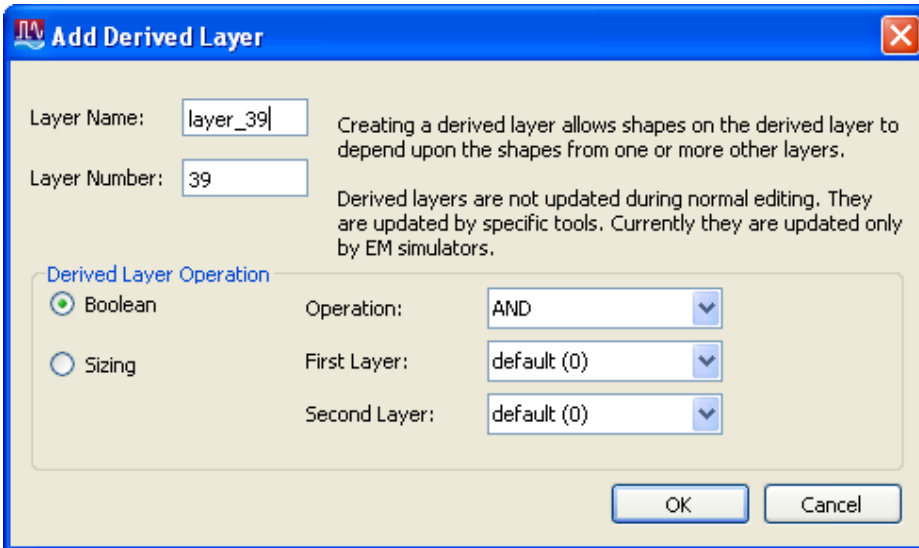 Add Derived Layer
Layer Name: layer_39
Creating a derived layer allows shapes on the derived layer to
depend upon the shapes from one or more other layers.
Layer Number: 39
Derived layers are not updated during normal editing. They
are updated by specific tools. Currently they are updated only
by EM simulators.
Derived Layer Operation
Boolean
Operation: AND
Sizing
First Layer: default (0)
Second Layer: default (0)
OK
Cancel